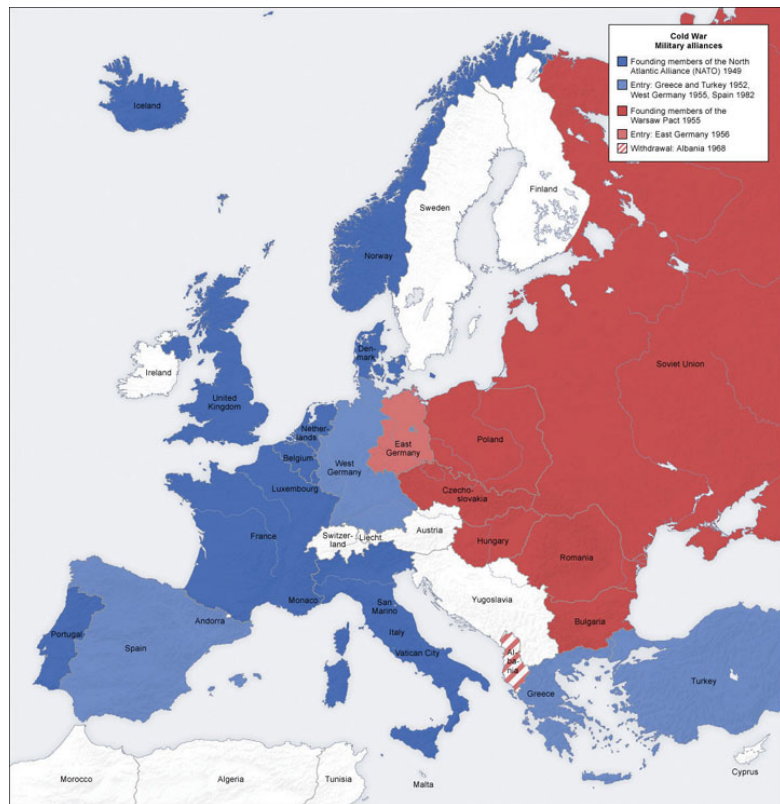 Cold War
Military alliances
Founding members of the North
Atlantic Alliance (NATO) 1949
Entry: Greece and Turkey 1952,
West Germany 1955, Spain 1982
Founding members of the
Warsaw Pact 1955
Entry: East Germany 1956
Withdrawal: Albania 1968
Iceland
Finland
Sweden
Norway
Soviet Union
Den-
mark
Ireland
United
Kingdom
Nether-
lands
Poland
East
Germany
Belgium
West
Germany
Luxembourg
Czecho-
slovakia
Austria
France
Switzer-
land
Liecht.
Hungary
Romania
Yugoslavia
Monaco
San
Marino
Andorra
Portugal
Bulgaria
Italy
Spain
Vatican City
Al-
ba-
nia
Turkey
Greece
Morocco
Algeria
Tunisia
Malta
Cyprus